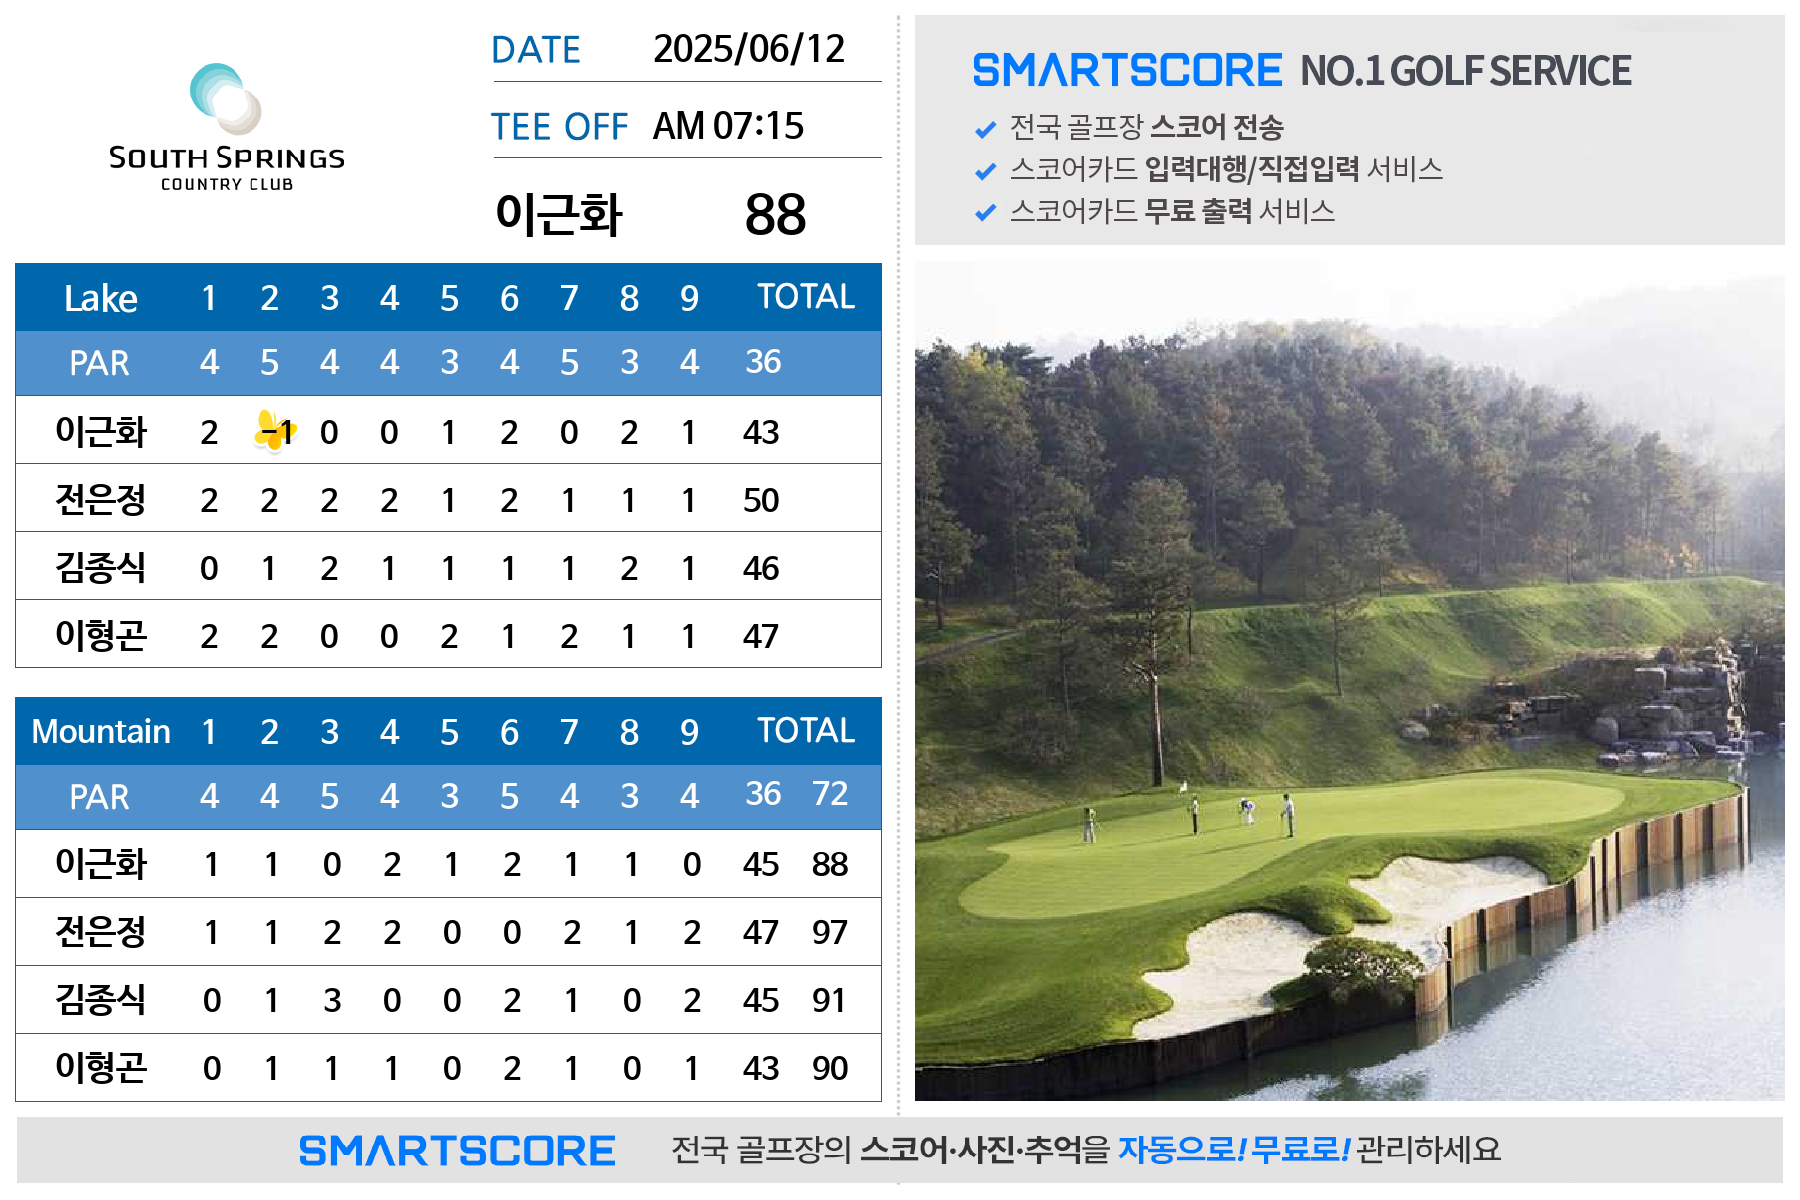 SOUTH SPRINGS
COUNTRY CLUB
DATE 2025/06/12
TEE OFF AM 07:15
이근화 88
Lake 1 2 3 4 5 6 7 8 9 TOTAL
PAR 4 5 4 4 3 4 5 3 4 36
이근화 2 -1 0 0 1 2 0 2 1 43
전은정 2 2 2 2 1 2 1 1 1 50
김종식 0 1 2 1 1 1 1 2 1 46
이형곤 2 2 0 0 2 1 2 1 1 47
Mountain 1 2 3 4 5 6 7 8 9 TOTAL
PAR 4 4 5 4 3 5 4 3 4 36 72
이근화 1 1 0 2 1 2 1 1 0 45 88
전은정 1 1 2 2 0 0 2 1 2 47 97
김종식 0 1 3 0 0 2 1 0 2 45 91
이형곤 0 1 1 1 0 2 1 0 1 43 90
SMARTSCORE NO.1 GOLF SERVICE
전국 골프장 스코어 전송
스코어카드 입력대행/직접입력 서비스
스코어카드 무료 출력 서비스
SMARTSCORE 전국 골프장의 스코어·사진·추억을 자동으로! 무료로! 관리하세요